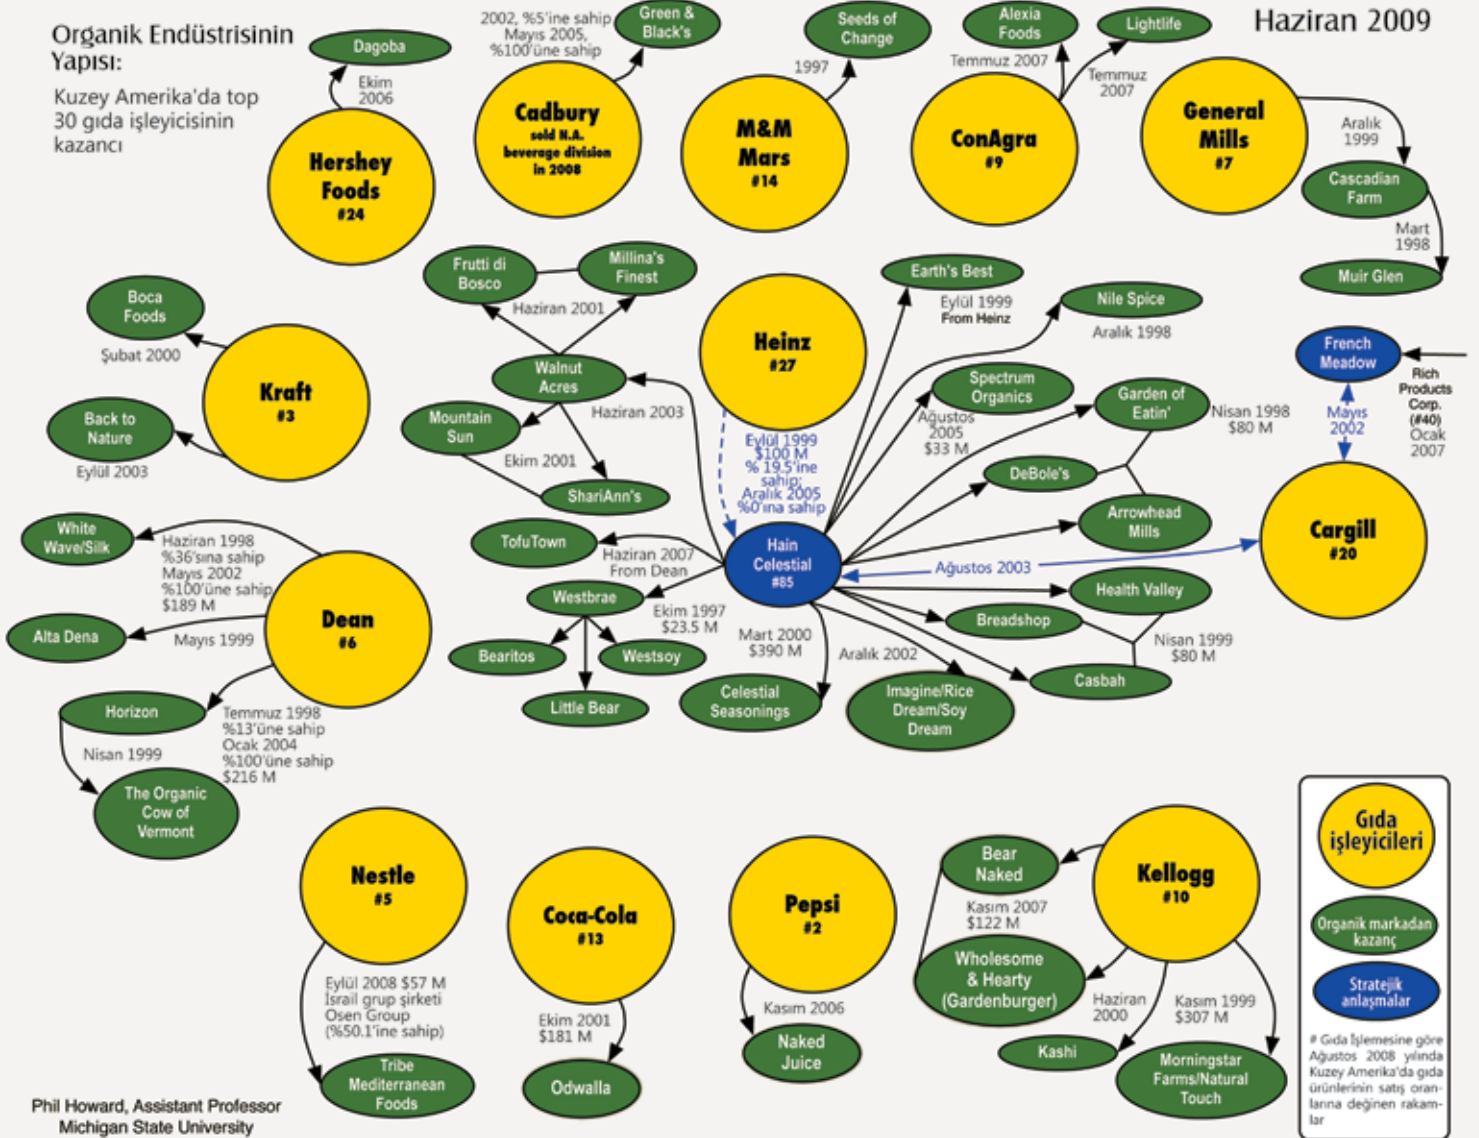 Organik Endüstrisinin
Yapısı:
Kuzey Amerika'da top
30 gıda işleyicisinin
kazancı
Haziran 2009
Dagoba
Ekim
2006
Hershey
Foods
#24
2002, %5'ine sahip
Mayıs 2005,
%100'üne sahip
Green &
Black's
Cadbury
sold N.A.
beverage division
in 2008
Seeds of
Change
1997
M&M
Mars
#14
Alexia
Foods
Temmuz 2007
Lightlife
Temmuz
2007
ConAgra
#9
General
Mills
#7
Aralık
1999
Cascadian
Farm
Mart
1998
Muir Glen
Boca
Foods
Şubat 2000
Kraft
#3
Back to
Nature
Eylül 2003
Frutti di
Bosco
Millina's
Finest
Haziran 2001
Walnut
Acres
Haziran 2003
Mountain
Sun
Ekim 2001
ShariAnn's
Heinz
#27
Eylül 1999
$100 M
% 19.5'ine
sahip;
Aralık 2005
%0'ına sahip
Earth's Best
Eylül 1999
From Heinz
Nile Spice
Aralık 1998
Spectrum
Organics
Ağustos
2005
$33 M
Garden of
Eatin'
Nisan 1998
$80 M
DeBole's
Arrowhead
Mills
French
Meadow
Rich
Products
Corp.
(#40)
Ocak
2007
Mayıs
2002
Cargill
#20
Ağustos 2003
Hain
Celestial
#85
TofuTown
Haziran 2007
From Dean
Westbrae
Ekim 1997
$23.5 M
Bearitos
Westsoy
Little Bear
Mart 2000
$390 M
Celestial
Seasonings
Aralık 2002
Imagine/Rice
Dream/Soy
Dream
Health Valley
Breadshop
Nisan 1999
$80 M
Casbah
White
Wave/Silk
Haziran 1998
%36'sına sahip
Mayıs 2002
%100'üne sahip
$189 M
Dean
#6
Alta Dena
Mayıs 1999
Horizon
Temmuz 1998
%13'üne sahip
Ocak 2004
%100'üne sahip
$216 M
Nisan 1999
The Organic
Cow of
Vermont
Nestle
#5
Eylül 2008 $57 M
İsrail grup şirketi
Osen Group
(%50.1'ine sahip)
Tribe
Mediterranean
Foods
Coca-Cola
#13
Ekim 2001
$181 M
Odwalla
Pepsi
#2
Kasım 2006
Naked
Juice
Bear
Naked
Kasım 2007
$122 M
Kellogg
#10
Wholesome
& Hearty
(Gardenburger)
Haziran
2000
Kashi
Kasım 1999
$307 M
Morningstar
Farms/Natural
Touch
Gıda
işleyicileri
Organik markadan
kazanç
Stratejik
anlaşmalar
# Gıda İşlemesine göre
Ağustos 2008 yılında
Kuzey Amerika'da gıda
ürünlerinin satış oran-
larına değinen rakam-
lar
Phil Howard, Assistant Professor
Michigan State University